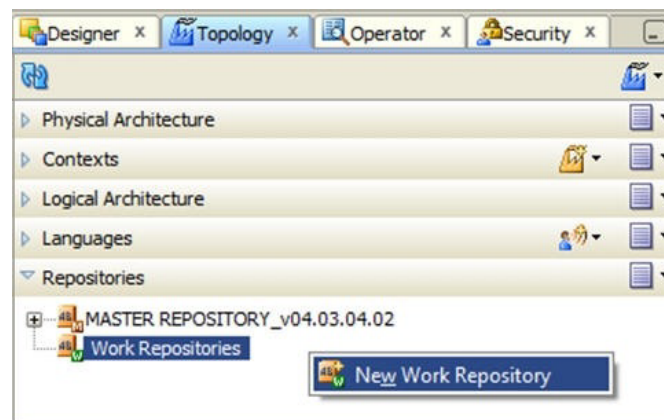 Designer x Topology x Operator x Security x
Physical Architecture
Contexts
Logical Architecture
Languages
Repositories
MASTER REPOSITORY_v04.03.04.02
Work Repositories
New Work Repository